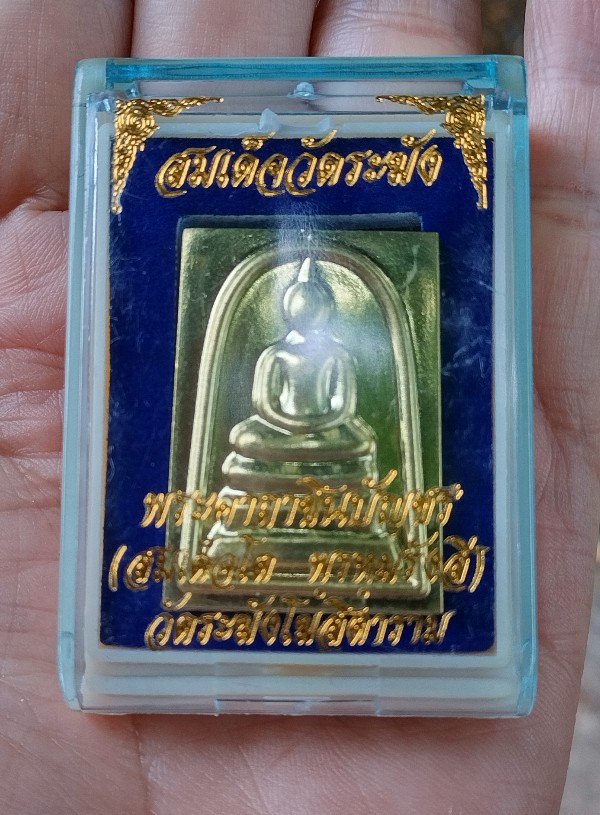 สมเด็จวัดระฆัง
พระคาถาชินบัญชร
(สมเด็จโต พรหมรังสี)
วัดระฆังโฆสิตาราม